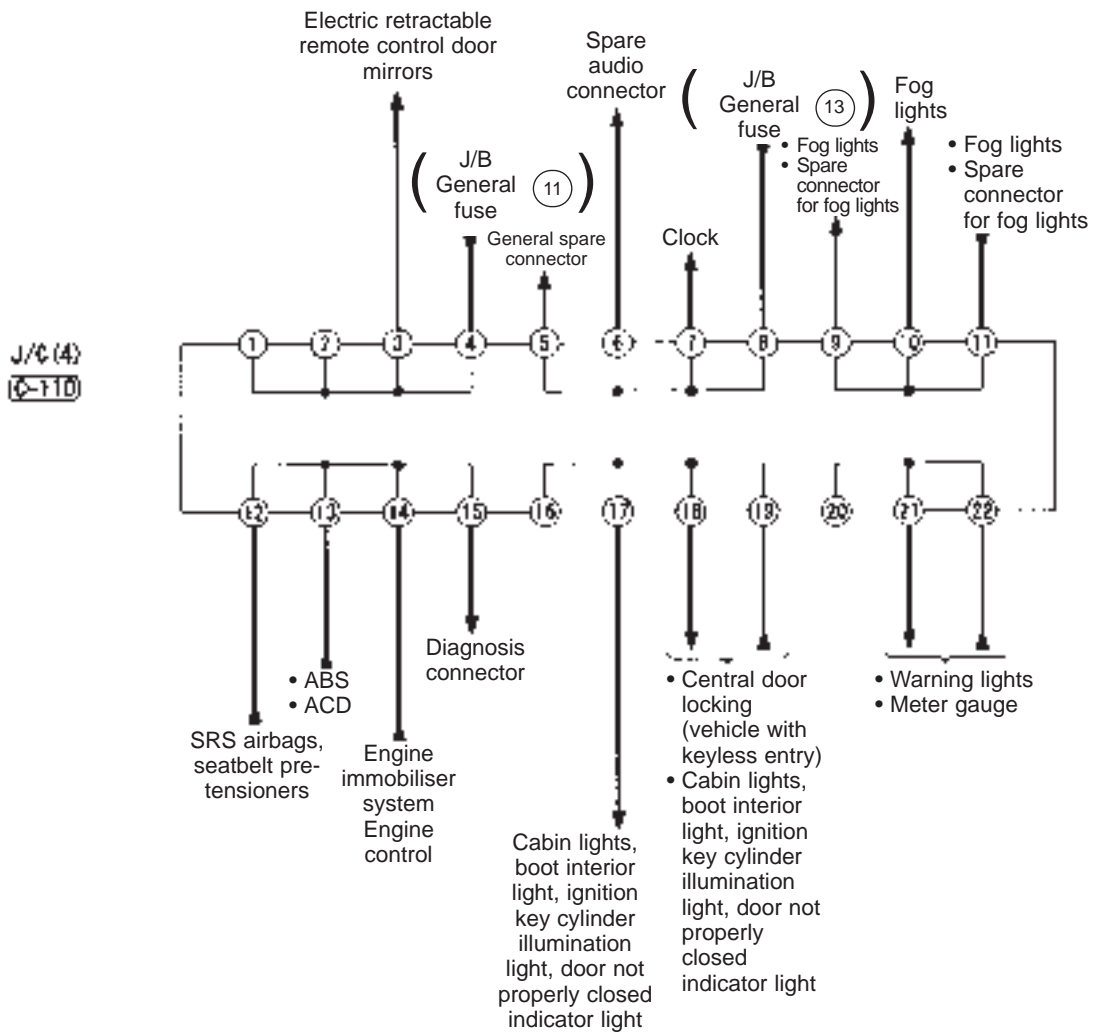 Electric retractable
remote control door
mirrors
Spare
audio
connector
( J/B
General
fuse
13 )
Fog
lights
• Fog lights
• Spare
connector
for fog lights
• Fog lights
• Spare
connector
for fog lights
( J/B
General
fuse
11 )
General spare
connector
Clock
J/C (4)
C-110
1 2 3 4 5 6 7 8 9 10 11
12 13 14 15 16 17 18 19 20 21 22
Diagnosis
connector
• ABS
• ACD
SRS airbags,
seatbelt pre-
tensioners
Engine
immobiliser
system
Engine
control
Cabin lights,
boot interior
light, ignition
key cylinder
illumination
light, door not
properly closed
indicator light
• Central door
locking
(vehicle with
keyless entry)
• Cabin lights,
boot interior
light, ignition
key cylinder
illumination
light, door not
properly
closed
indicator light
• Warning lights
• Meter gauge